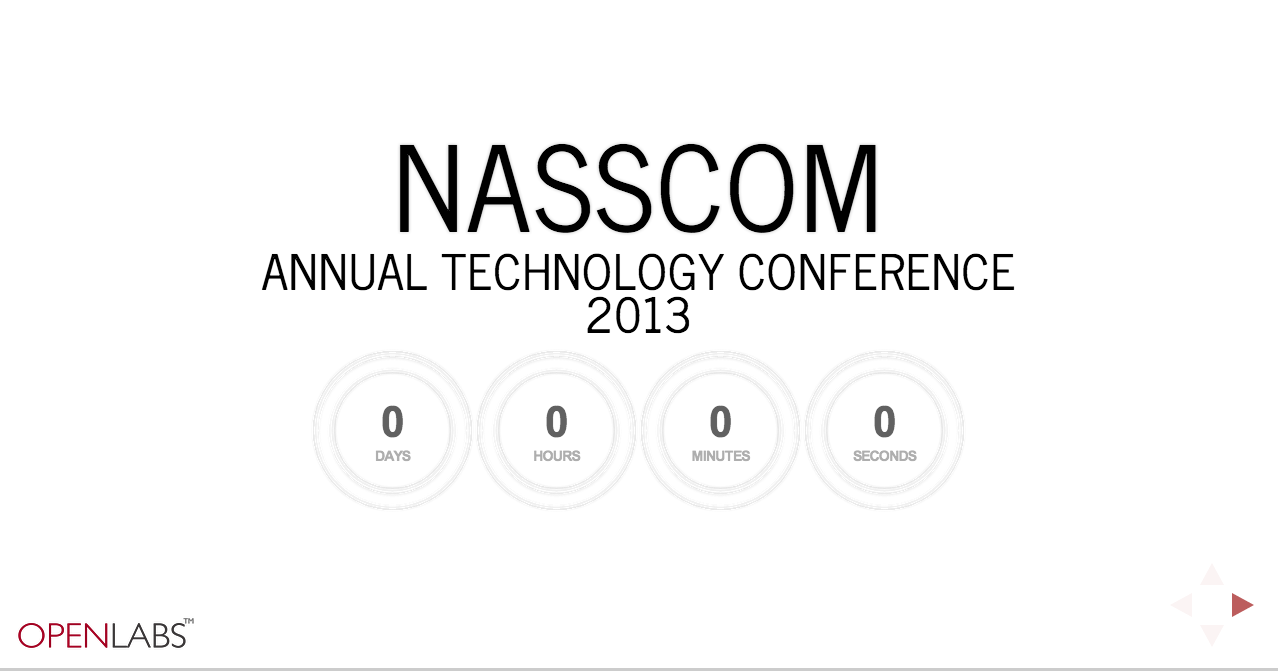 NASSCOM
ANNUAL TECHNOLOGY CONFERENCE
2013
0 0 0 0
DAYS HOURS MINUTES SECONDS
OPENLABS™